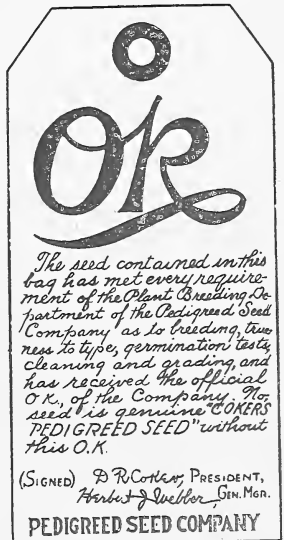 OK
The seed contained in this
bag has met every require-
ment of the Plant Breeding De-
partment of the Pedigreed Seed
Company as to breeding, true-
ness to type, germination tests,
cleaning and grading, and
has received the official
O.K., of the Company. No
seed is genuine "COKERS
PEDIGREED SEED" without
this O.K.
(SIGNED) D R Coker, PRESIDENT,
Herbert J Webber, GEN. MGR.
PEDIGREED SEED COMPANY